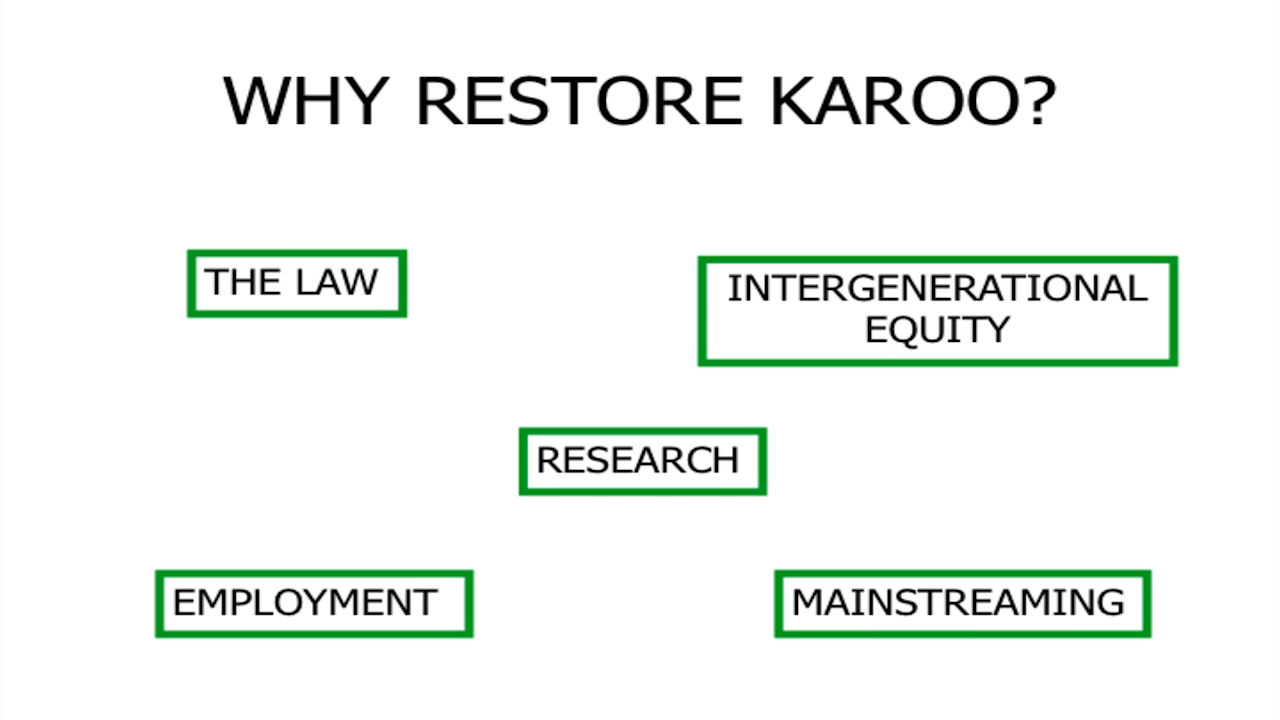 WHY RESTORE KAROO?
THE LAW
INTERGENERATIONAL
EQUITY
RESEARCH
EMPLOYMENT
MAINSTREAMING